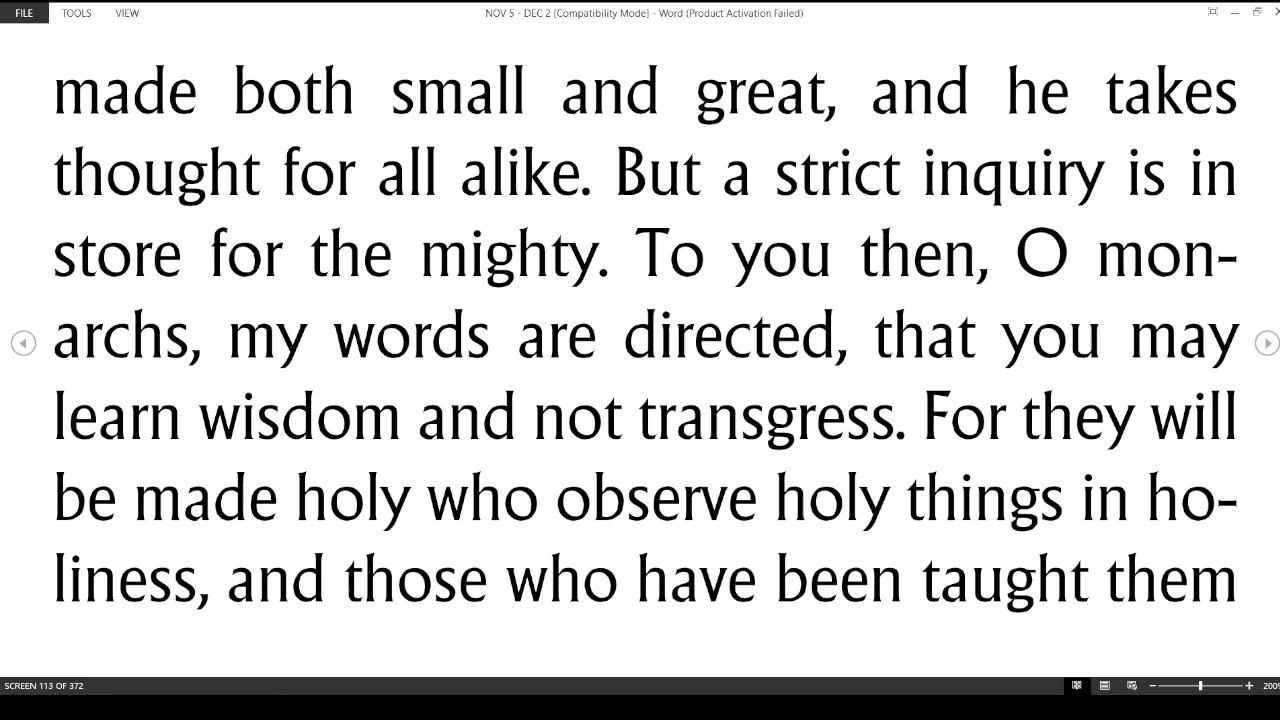 FILE TOOLS VIEW NOV 5 - DEC 2 [Compatibility Mode] - Word (Product Activation Failed)
made both small and great, and he takes
thought for all alike. But a strict inquiry is in
store for the mighty. To you then, O mon-
archs, my words are directed, that you may
learn wisdom and not transgress. For they will
be made holy who observe holy things in ho-
liness, and those who have been taught them
SCREEN 113 OF 372 200%